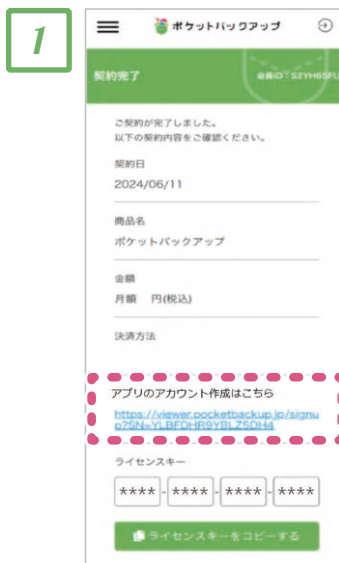 1
ポケットバックアップ
契約完了
会員ID:S2YH65FU
ご契約が完了しました。
以下の契約内容をご確認ください。
契約日
2024/06/11
商品名
ポケットバックアップ
金額
月額 円(税込)
決済方法
アプリのアカウント作成はこちら
https://viewer.pocketbackup.jp/signu
p?SN=YLBFDHR9YBLZ5DH4
ライセンスキー
**** - **** - **** - ****
ライセンスキーをコピーする